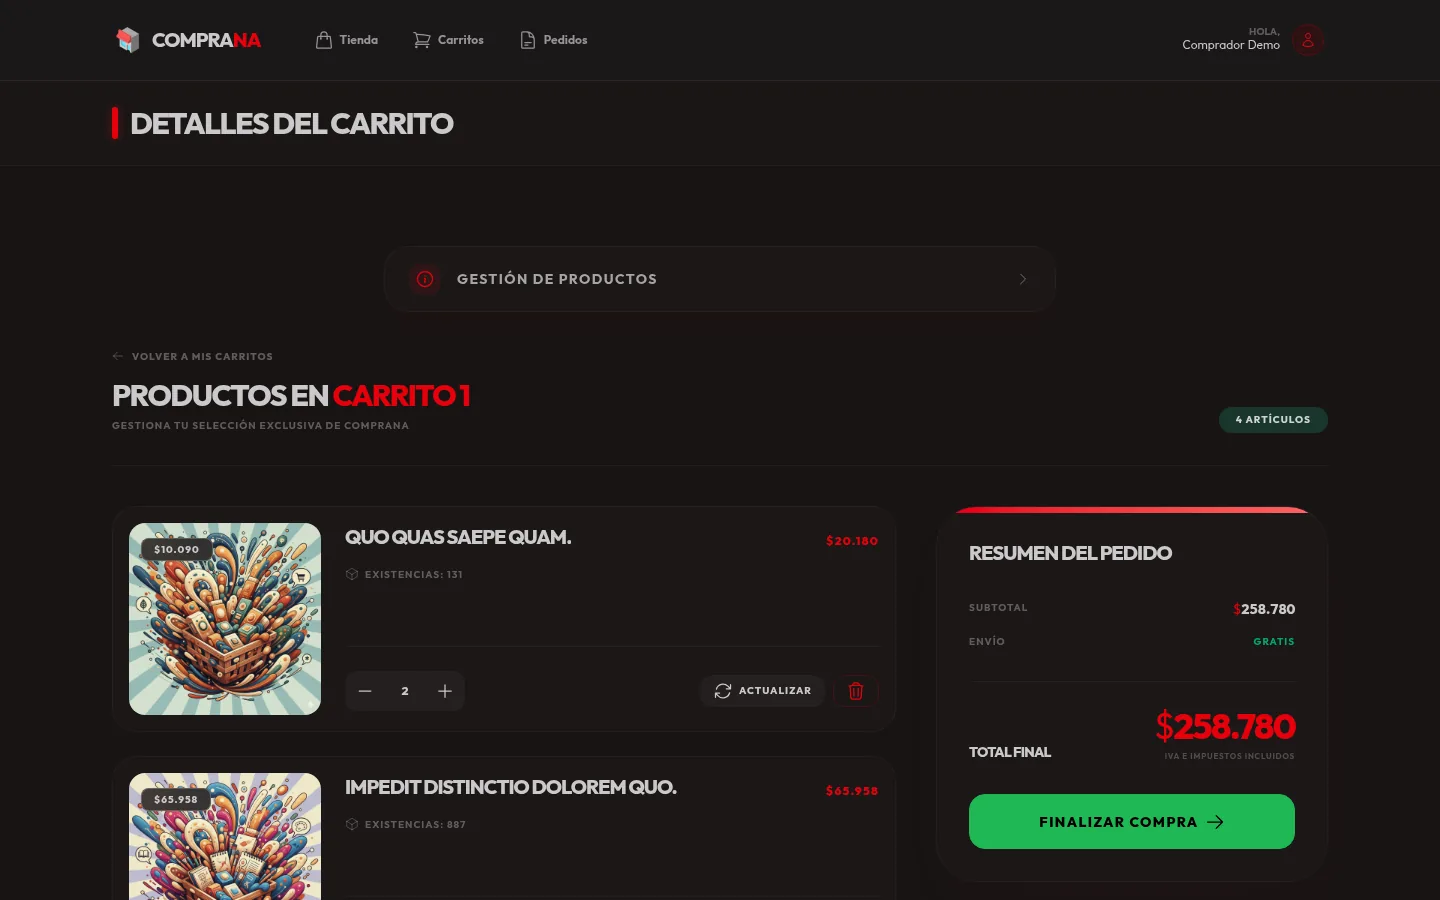 COMPRANA
Tienda
Carritos
Pedidos
HOLA,
Comprador Demo
DETALLES DEL CARRITO
GESTIÓN DE PRODUCTOS
VOLVER A MIS CARRITOS
PRODUCTOS EN CARRITO 1
GESTIONA TU SELECCIÓN EXCLUSIVA DE COMPRANA
4 ARTÍCULOS
$10.090
QUO QUAS SAEPE QUAM.
$20.180
EXISTENCIAS: 131
2
ACTUALIZAR
$65.958
IMPEDIT DISTINCTIO DOLOREM QUO.
$65.958
EXISTENCIAS: 887
RESUMEN DEL PEDIDO
SUBTOTAL
$258.780
ENVÍO
GRATIS
TOTAL FINAL
$258.780
IVA E IMPUESTOS INCLUIDOS
FINALIZAR COMPRA